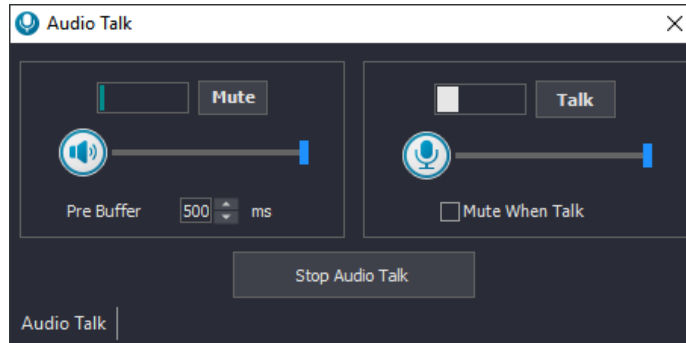 Audio Talk
Mute
Pre Buffer 500 ms
Talk
Mute When Talk
Stop Audio Talk
Audio Talk